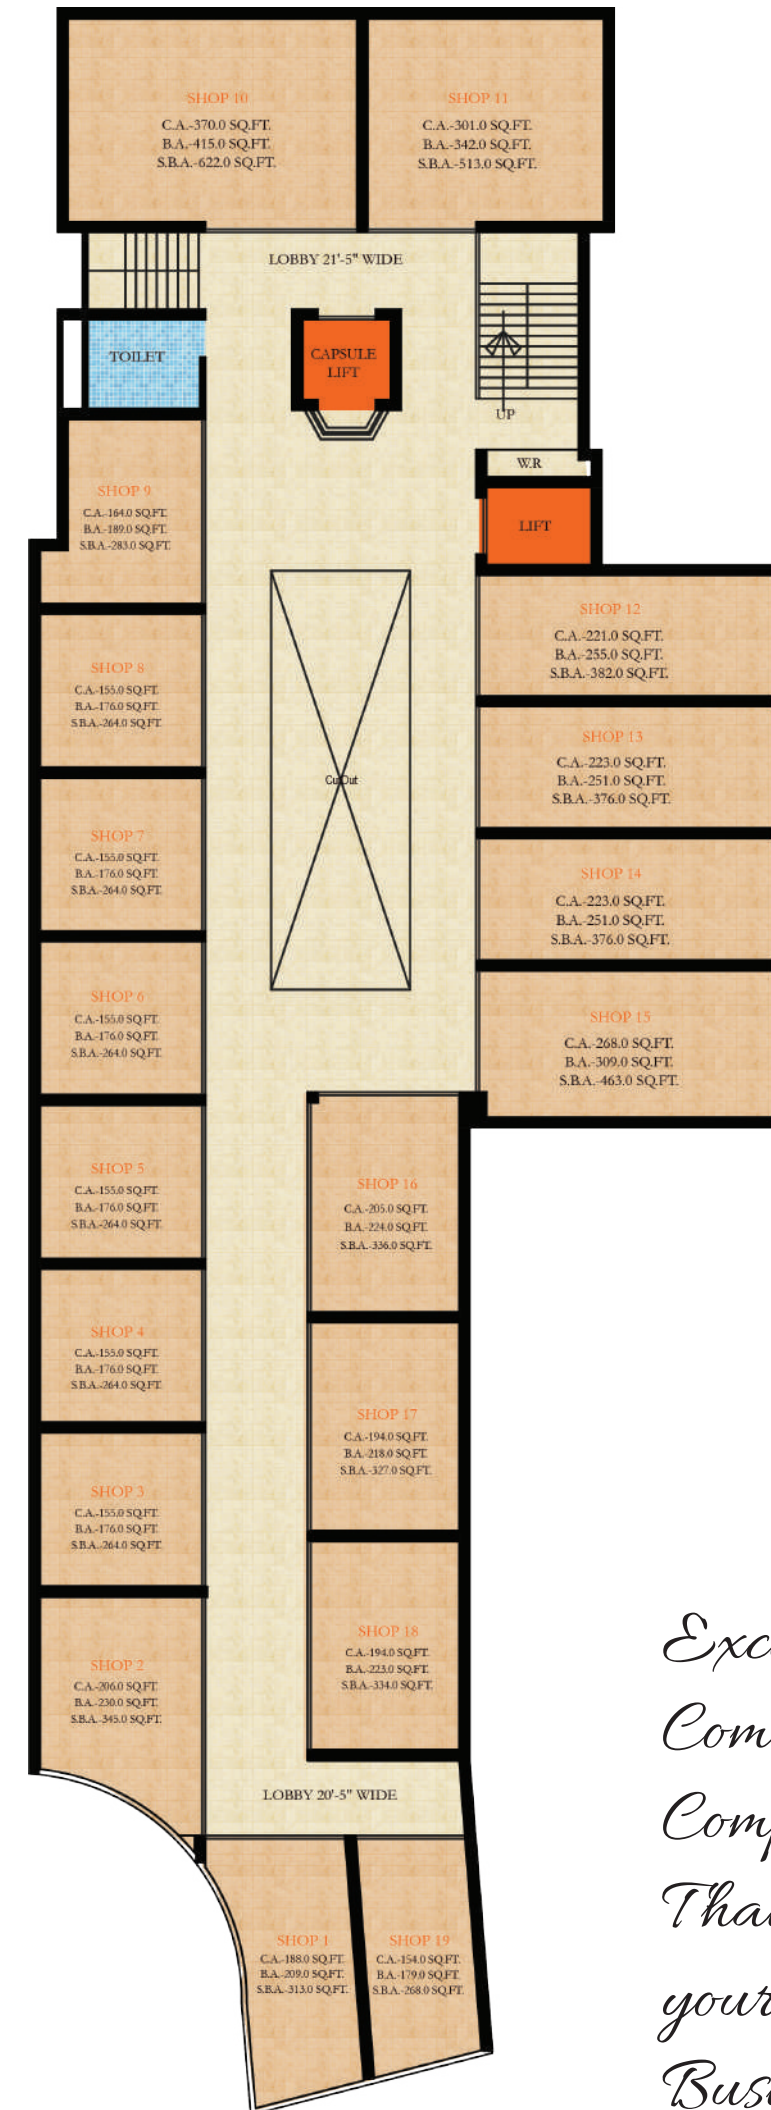 SHOP 10
C.A.-370.0 SQ.FT.
B.A.-415.0 SQ.FT.
S.B.A.-622.0 SQ.FT.
SHOP 11
C.A.-301.0 SQ.FT.
B.A.-342.0 SQ.FT.
S.B.A.-513.0 SQ.FT.
LOBBY 21'-5" WIDE
TOILET
CAPSULE
LIFT
UP
W.R
LIFT
SHOP 9
C.A.-164.0 SQ.FT.
B.A.-189.0 SQ.FT.
S.B.A.-283.0 SQ.FT.
SHOP 12
C.A.-221.0 SQ.FT.
B.A.-255.0 SQ.FT.
S.B.A.-382.0 SQ.FT.
SHOP 8
C.A.-155.0 SQ.FT.
B.A.-176.0 SQ.FT.
S.B.A.-264.0 SQ.FT.
SHOP 13
C.A.-223.0 SQ.FT.
B.A.-251.0 SQ.FT.
S.B.A.-376.0 SQ.FT.
Cut Out
SHOP 7
C.A.-155.0 SQ.FT.
B.A.-176.0 SQ.FT.
S.B.A.-264.0 SQ.FT.
SHOP 14
C.A.-223.0 SQ.FT.
B.A.-251.0 SQ.FT.
S.B.A.-376.0 SQ.FT.
SHOP 6
C.A.-155.0 SQ.FT.
B.A.-176.0 SQ.FT.
S.B.A.-264.0 SQ.FT.
SHOP 15
C.A.-268.0 SQ.FT.
B.A.-309.0 SQ.FT.
S.B.A.-463.0 SQ.FT.
SHOP 5
C.A.-155.0 SQ.FT.
B.A.-176.0 SQ.FT.
S.B.A.-264.0 SQ.FT.
SHOP 16
C.A.-205.0 SQ.FT.
B.A.-224.0 SQ.FT.
S.B.A.-336.0 SQ.FT.
SHOP 4
C.A.-155.0 SQ.FT.
B.A.-176.0 SQ.FT.
S.B.A.-264.0 SQ.FT.
SHOP 17
C.A.-194.0 SQ.FT.
B.A.-218.0 SQ.FT.
S.B.A.-327.0 SQ.FT.
SHOP 3
C.A.-155.0 SQ.FT.
B.A.-176.0 SQ.FT.
S.B.A.-264.0 SQ.FT.
SHOP 18
C.A.-194.0 SQ.FT.
B.A.-223.0 SQ.FT.
S.B.A.-334.0 SQ.FT.
SHOP 2
C.A.-206.0 SQ.FT.
B.A.-230.0 SQ.FT.
S.B.A.-345.0 SQ.FT.
LOBBY 20'-5" WIDE
SHOP 1
C.A.-188.0 SQ.FT.
B.A.-209.0 SQ.FT.
S.B.A.-313.0 SQ.FT.
SHOP 19
C.A.-154.0 SQ.FT.
B.A.-179.0 SQ.FT.
S.B.A.-268.0 SQ.FT.
your